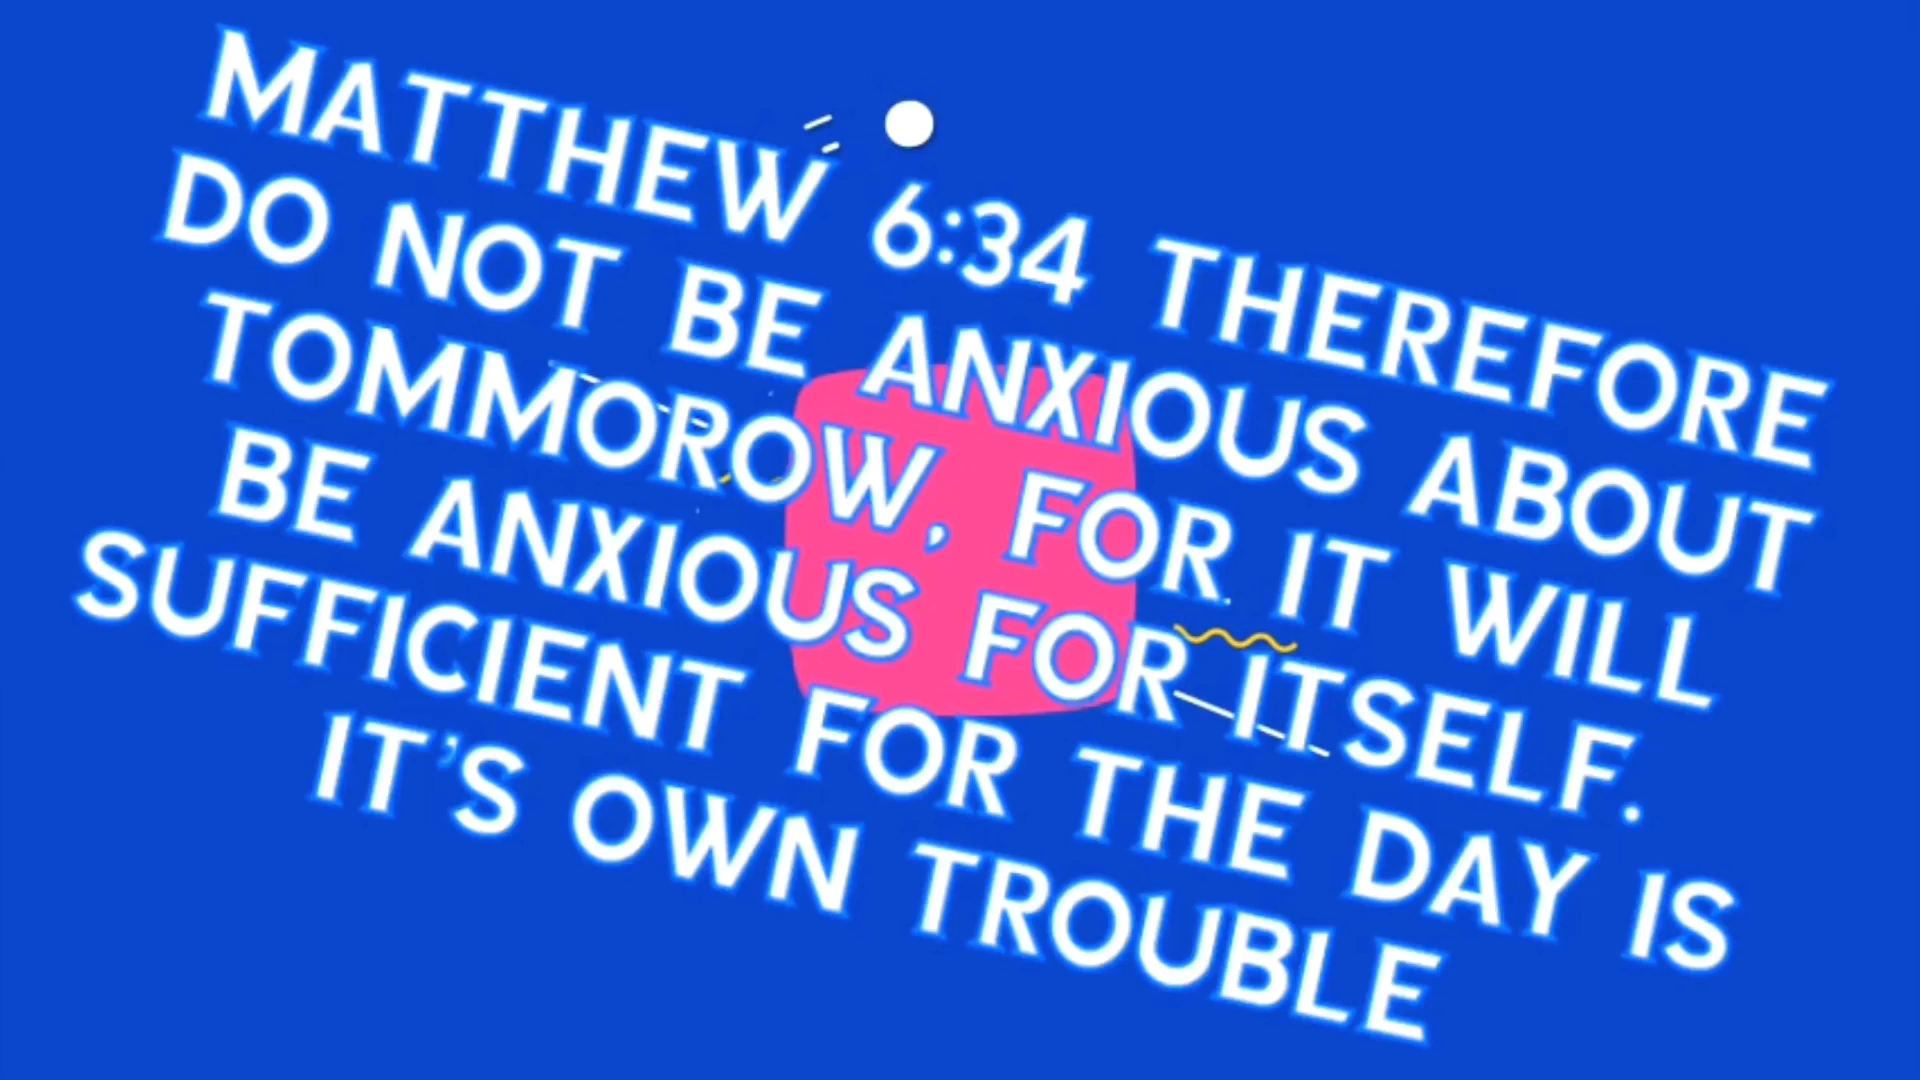 MATTHEW 6:34 THEREFORE
DO NOT BE ANXIOUS ABOUT
TOMMOROW, FOR IT WILL
BE ANXIOUS FOR ITSELF.
SUFFICIENT FOR THE DAY IS
IT'S OWN TROUBLE